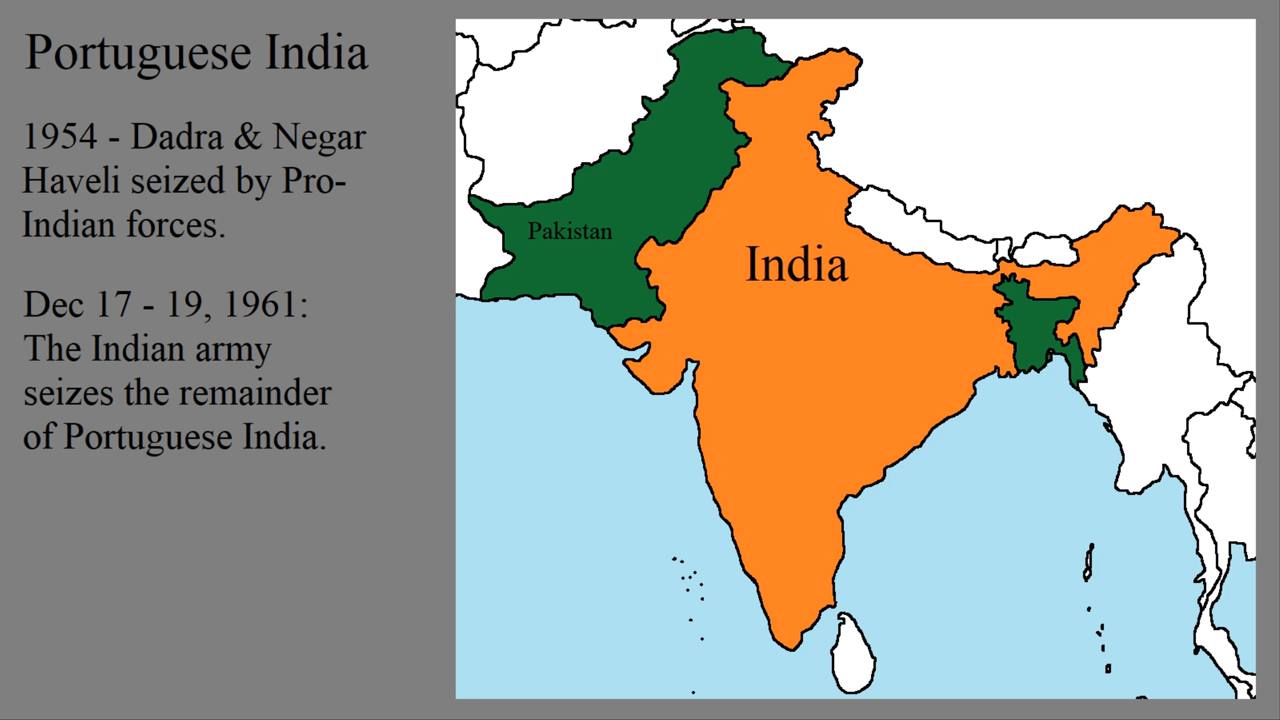 Portuguese India
1954 - Dadra & Negar
Haveli seized by Pro-
Indian forces.
Dec 17 - 19, 1961:
The Indian army
seizes the remainder
of Portuguese India.
Pakistan
India